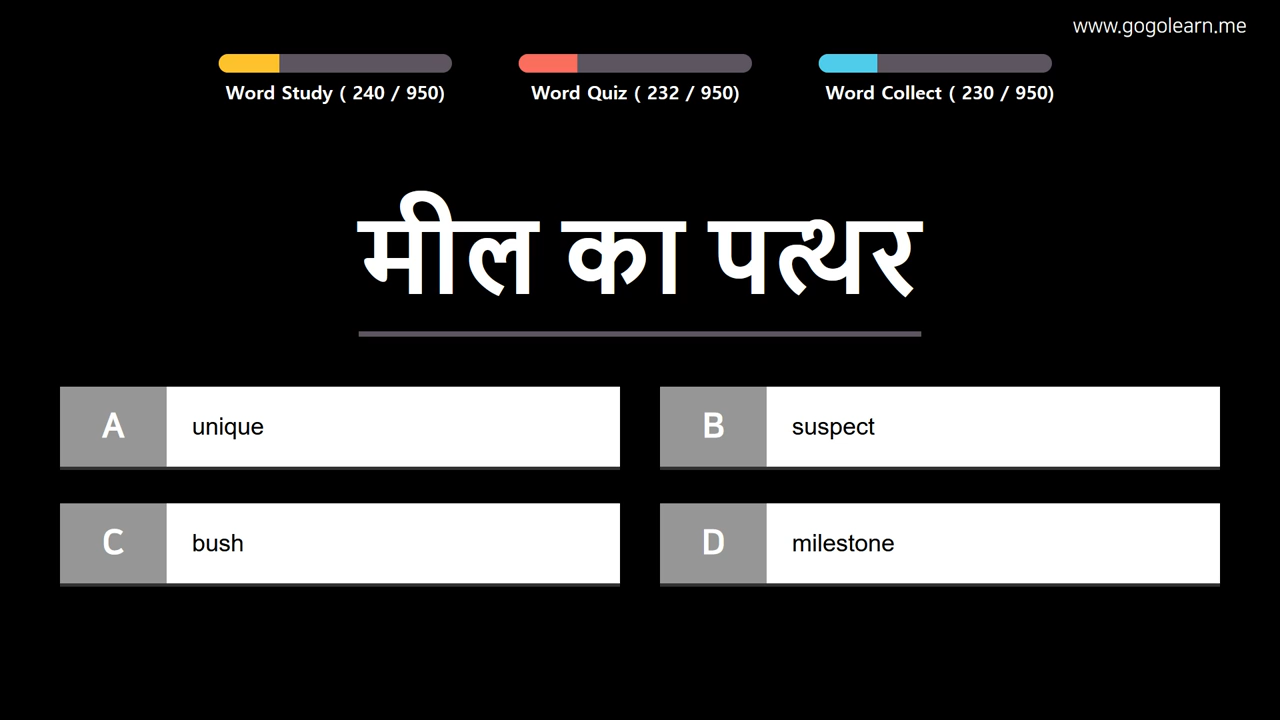 www.gogolearn.me
Word Study ( 240 / 950)
Word Quiz ( 232 / 950)
Word Collect ( 230 / 950)
मील का पत्थर
A unique
B suspect
C bush
D milestone